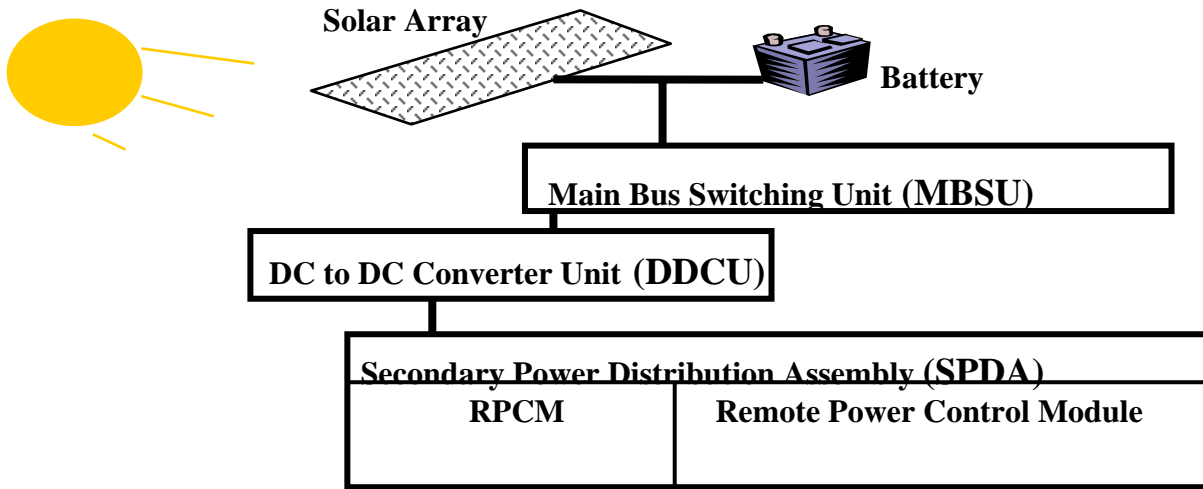 Solar Array
Battery
Main Bus Switching Unit (MBSU)
DC to DC Converter Unit (DDCU)
Secondary Power Distribution Assembly (SPDA)
RPCM
Remote Power Control Module